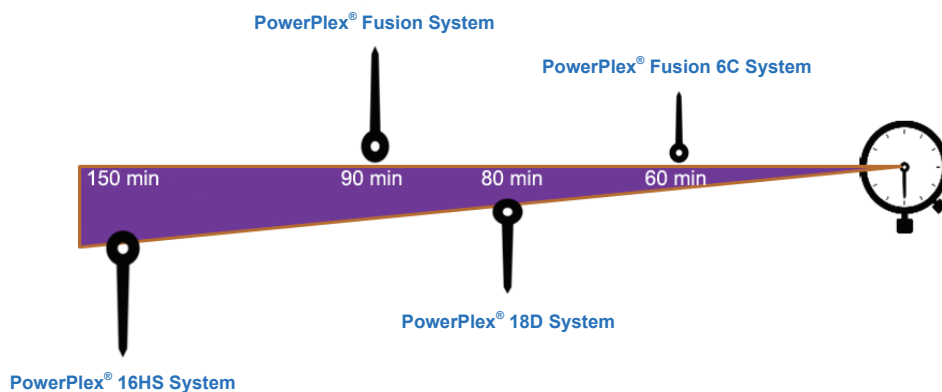 PowerPlex® Fusion System
PowerPlex® Fusion 6C System
150 min
90 min
80 min
60 min
PowerPlex® 18D System
PowerPlex® 16HS System